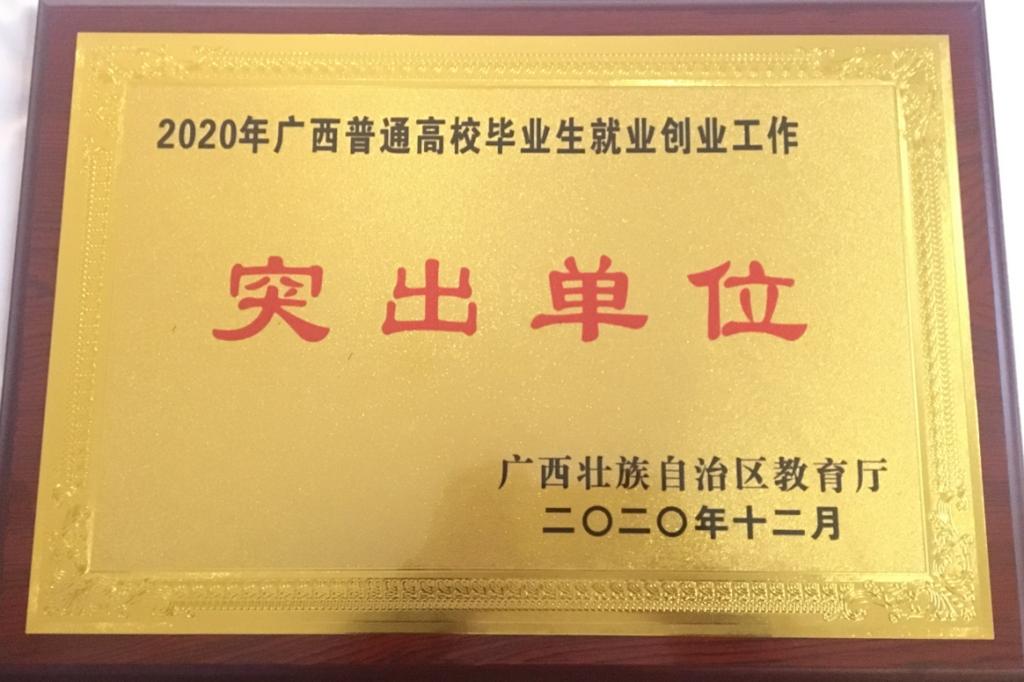 2020年广西普通高校毕业生就业创业工作
突出单位
广西壮族自治区教育厅
二〇二〇年十二月